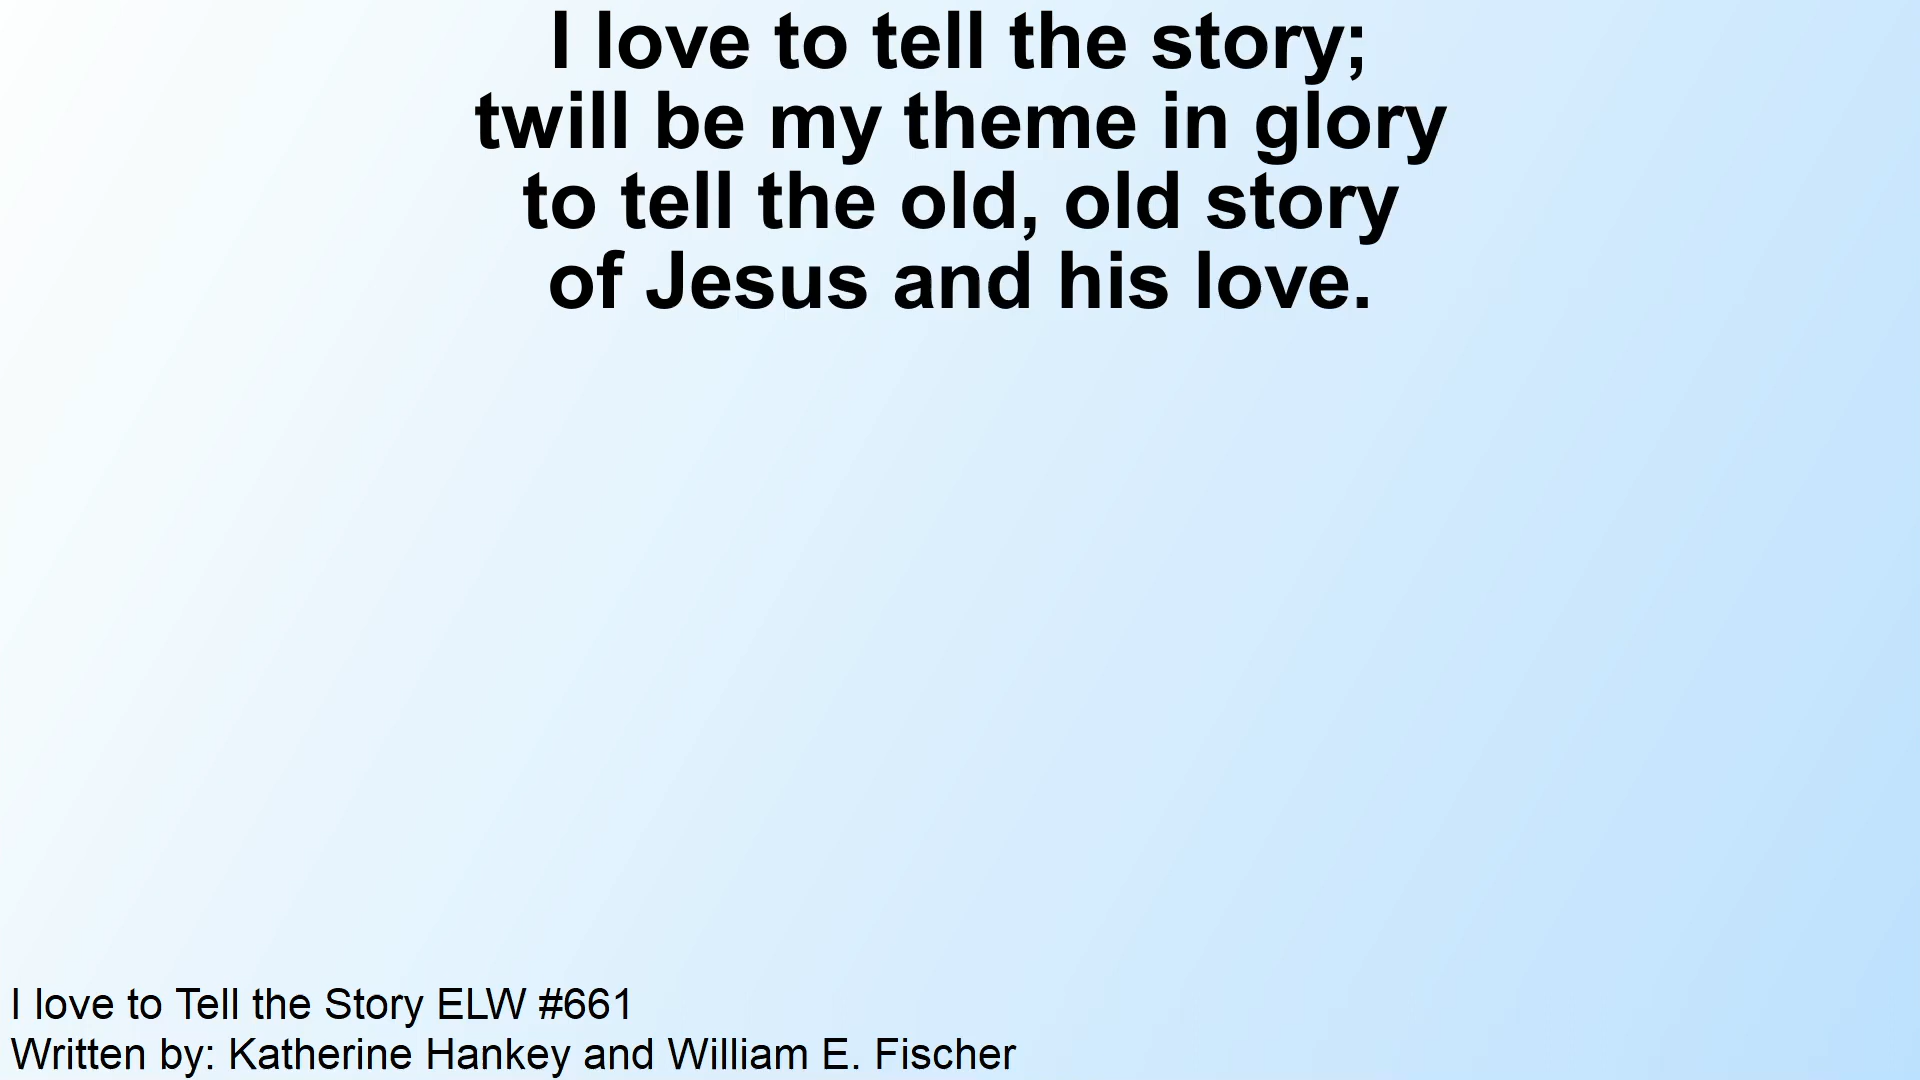 I love to tell the story;
twill be my theme in glory
to tell the old, old story
of Jesus and his love.
I love to Tell the Story ELW #661
Written by: Katherine Hankey and William E. Fischer